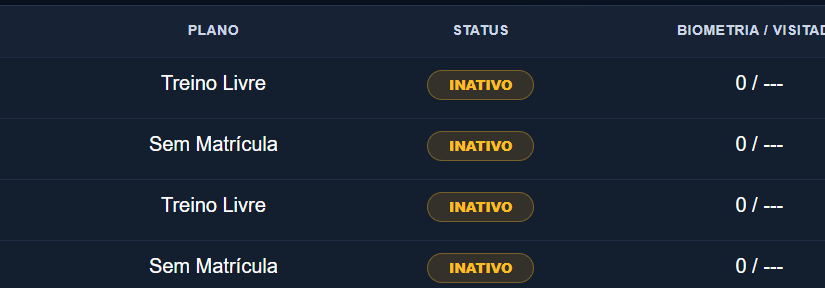 PLANO STATUS BIOMETRIA / VISITAD
Treino Livre INATIVO 0 / ---
Sem Matrícula INATIVO 0 / ---
Treino Livre INATIVO 0 / ---
Sem Matrícula INATIVO 0 / ---